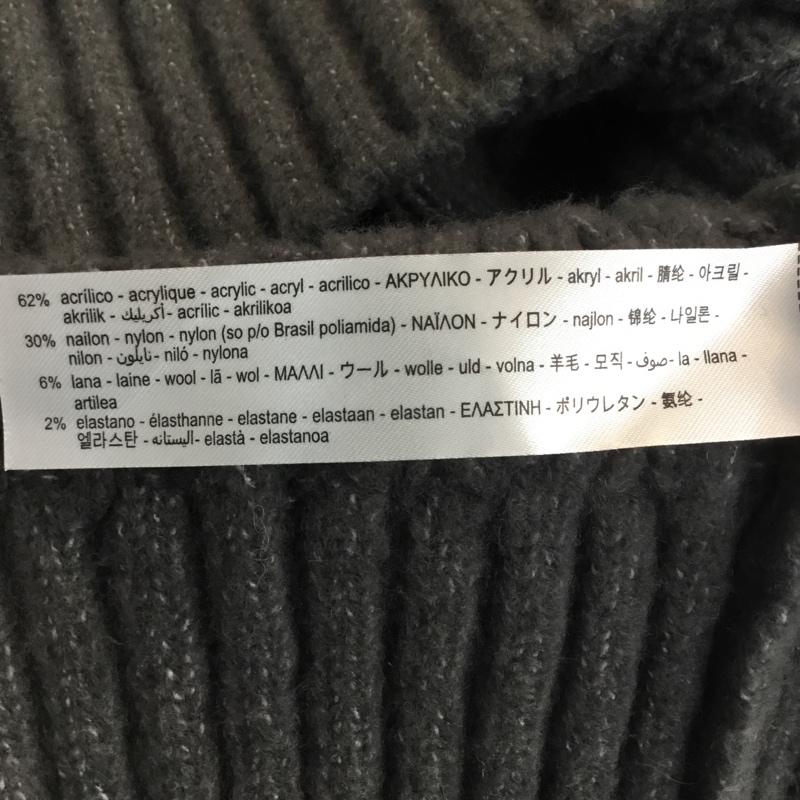 62% acrílico - acrylique - acrylic - acryl - acrilico - ΑΚΡΥΛΙΚΟ - アクリル - akryl - akril - 腈纶 - 아크릴 -
akrilik - أكريليك - acrílic - akrilikoa
30% nailon - nylon - nylon (so p/o Brasil poliamida) - ΝΑΪΛΟΝ - ナイロン - najlon - 锦纶 - 나일론 -
nilon - نايلون - niló - nylona
6% lana - laine - wool - lã - wol - ΜΑΛΛΙ - ウール - wolle - uld - volna - 羊毛 - 모직 - صوف - la - llana -
artilea
2% elastano - élasthanne - elastane - elastaan - elastan - ΕΛΑΣΤΙΝΗ - ポリウレタン - 氨纶 -
엘라스탄 - اليستانه - elastà - elastanoa